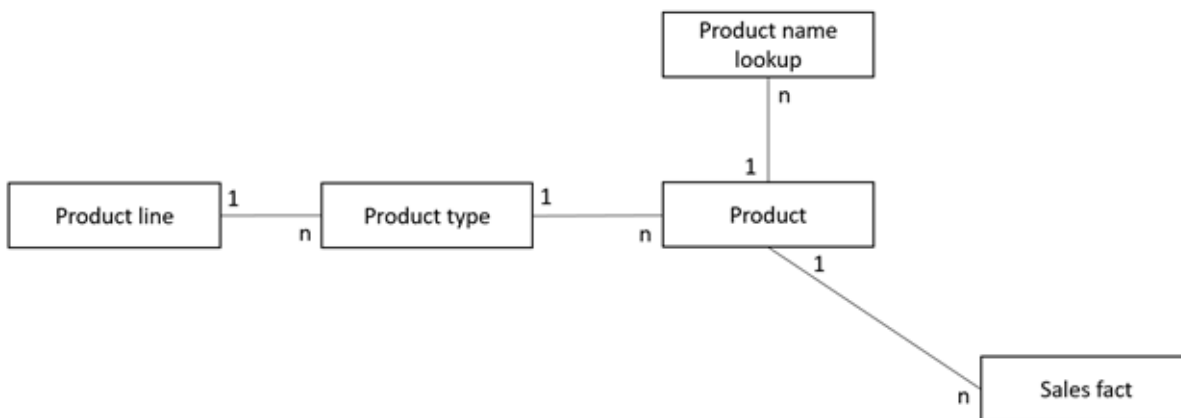 Product name
lookup
n
1
Product line
1
n
Product type
1
n
Product
1
n
Sales fact